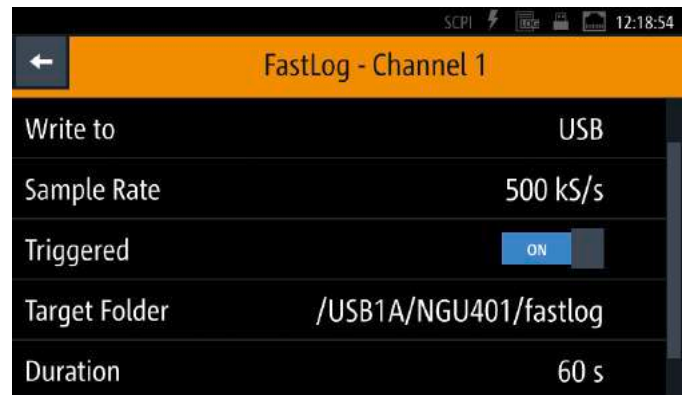 SCPI LOG 12:18:54
FastLog - Channel 1
Write to USB
Sample Rate 500 kS/s
Triggered ON
Target Folder /USB1A/NGU401/fastlog
Duration 60 s